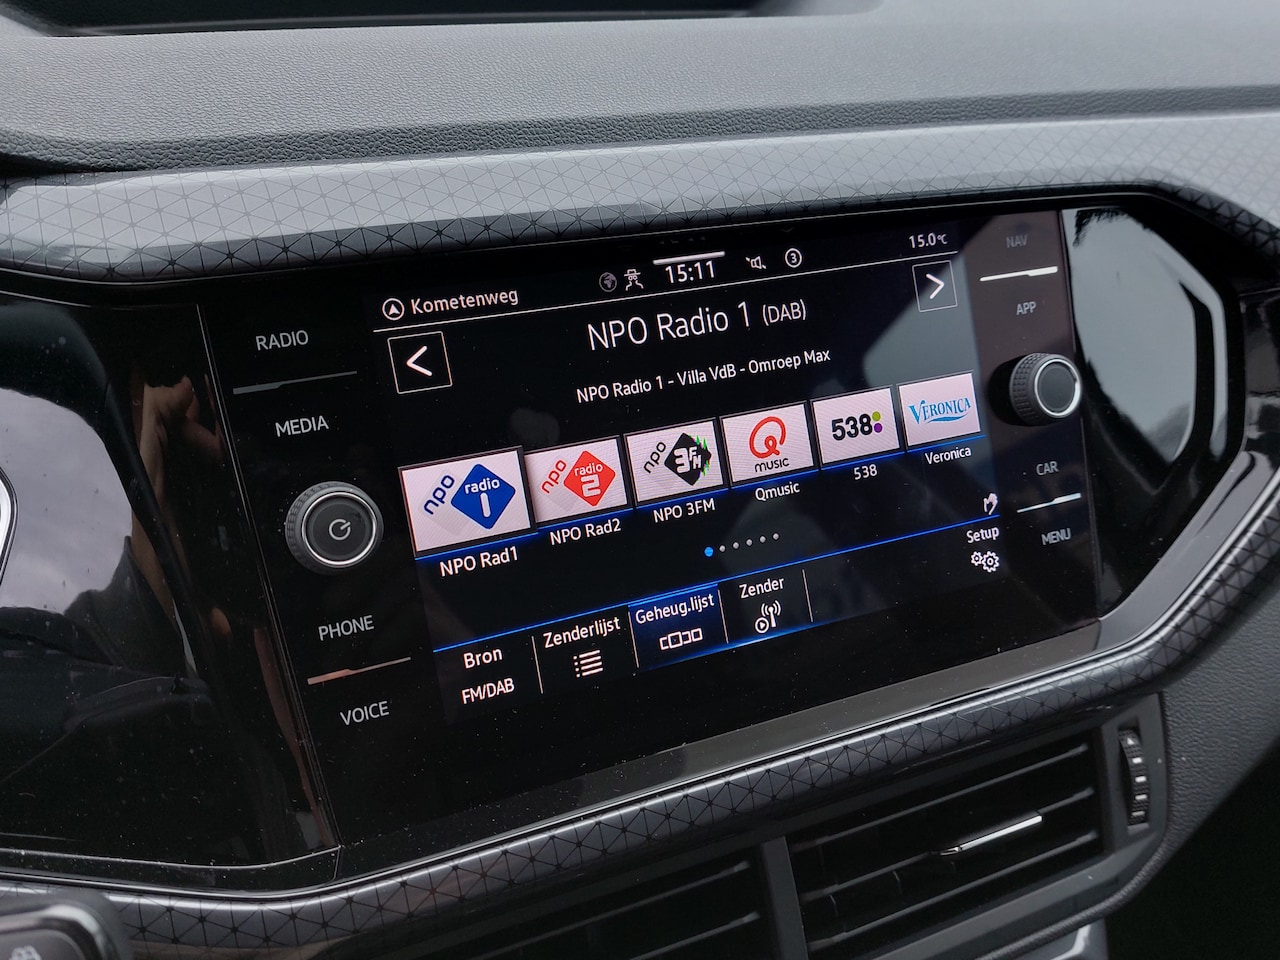 15:11
3
15.0°C
Kometenweg
NPO Radio 1 (DAB)
NPO Radio 1 - Villa VdB - Omroep Max
npo radio 1
npo radio 2
npo 3FM
Q MUSIC
538
VERONICA
NPO Rad1
NPO Rad2
NPO 3FM
Qmusic
538
Veronica
Bron
FM/DAB
Zenderlijst
Geheug.lijst
Zender
Setup
RADIO
MEDIA
PHONE
VOICE
NAV
APP
CAR
MENU